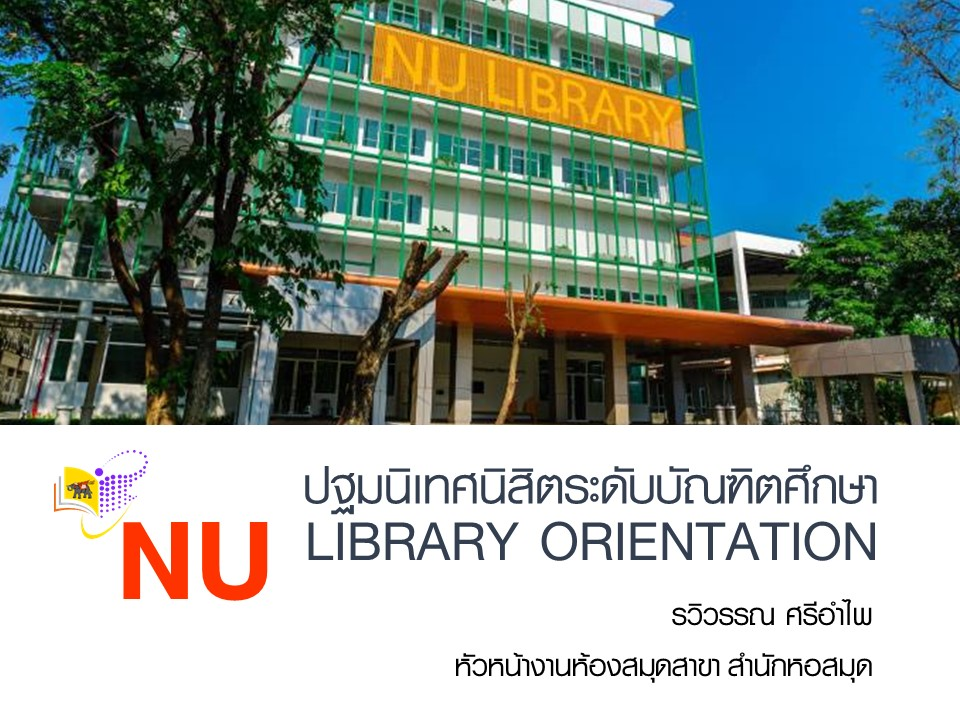 NU LIBRARY
ปฐมนิเทศนิสิตระดับบัณฑิตศึกษา
NU
LIBRARY ORIENTATION
รวิวรรณ ศรีอำไพ
หัวหน้างานห้องสมุดสาขา สำนักหอสมุด